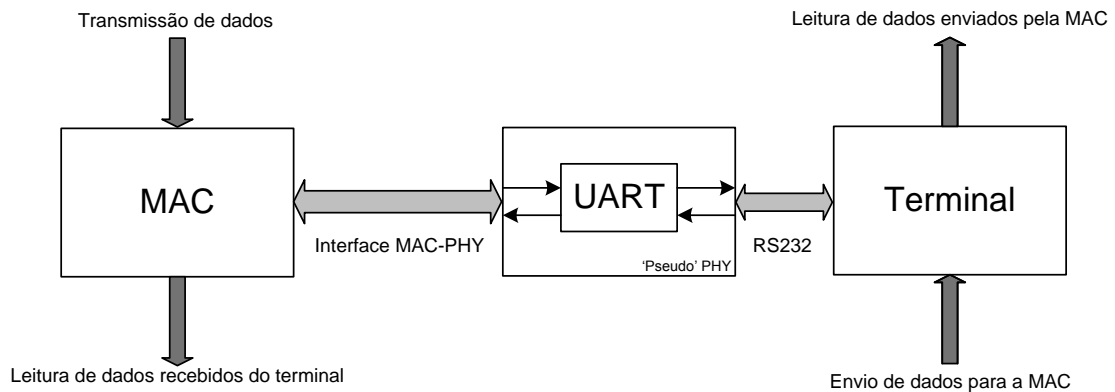 Transmissão de dados
Leitura de dados enviados pela MAC
MAC
UART
Terminal
Interface MAC-PHY
RS232
'Pseudo' PHY
Leitura de dados recebidos do terminal
Envio de dados para a MAC